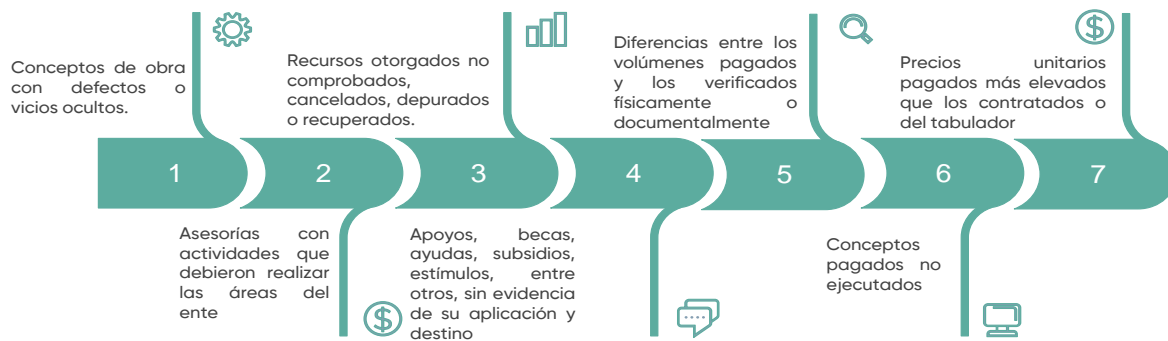 Conceptos de obra
con defectos o
vicios ocultos.
Recursos otorgados no
comprobados,
cancelados, depurados
o recuperados.
Diferencias entre los
volúmenes pagados
y los verificados
físicamente o
documentalmente
Precios unitarios
pagados más elevados
que los contratados o
del tabulador
1
2
3
4
5
6
7
Asesorías con
actividades que
debieron realizar
las áreas del
ente
Apoyos, becas,
ayudas, subsidios,
estímulos, entre
otros, sin evidencia
de su aplicación y
destino
Conceptos
pagados no
ejecutados